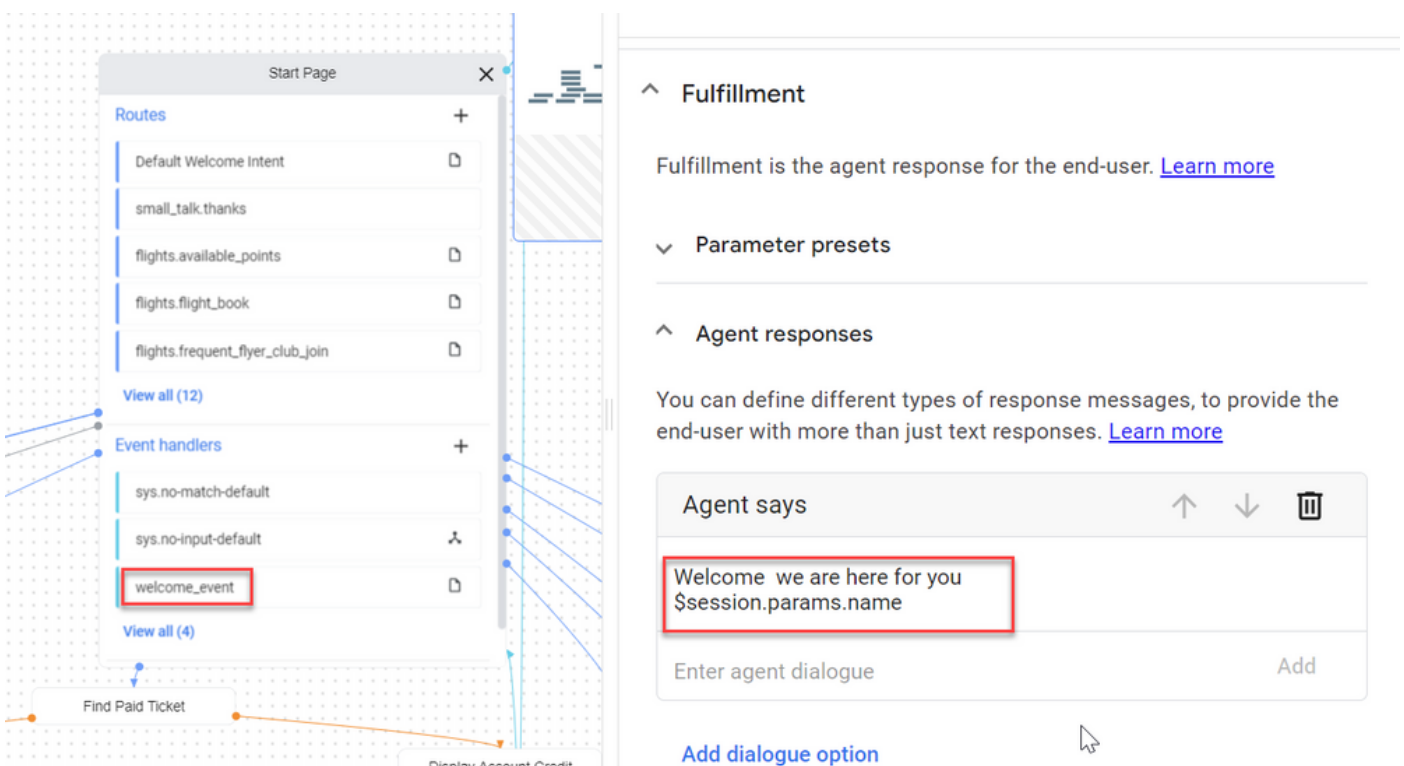 Start Page
Routes
Default Welcome Intent
small_talk.thanks
flights.available_points
flights.flight_book
flights.frequent_flyer_club_join
View all (12)
Event handlers
sys.no-match-default
sys.no-input-default
welcome_event
View all (4)
Find Paid Ticket
Display Account Credit
Fulfillment
Fulfillment is the agent response for the end-user. Learn more
Parameter presets
Agent responses
You can define different types of response messages, to provide the
end-user with more than just text responses. Learn more
Agent says
Welcome  we are here for you
$session.params.name
Enter agent dialogue
Add
Add dialogue option